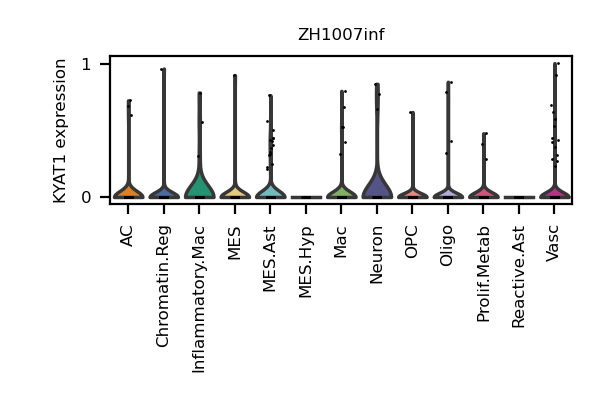 ZH1007inf
KYAT1 expression
1
0
AC
Chromatin.Reg
Inflammatory.Mac
MES
MES.Ast
MES.Hyp
Mac
Neuron
OPC
Oligo
Prolif.Metab
Reactive.Ast
Vasc